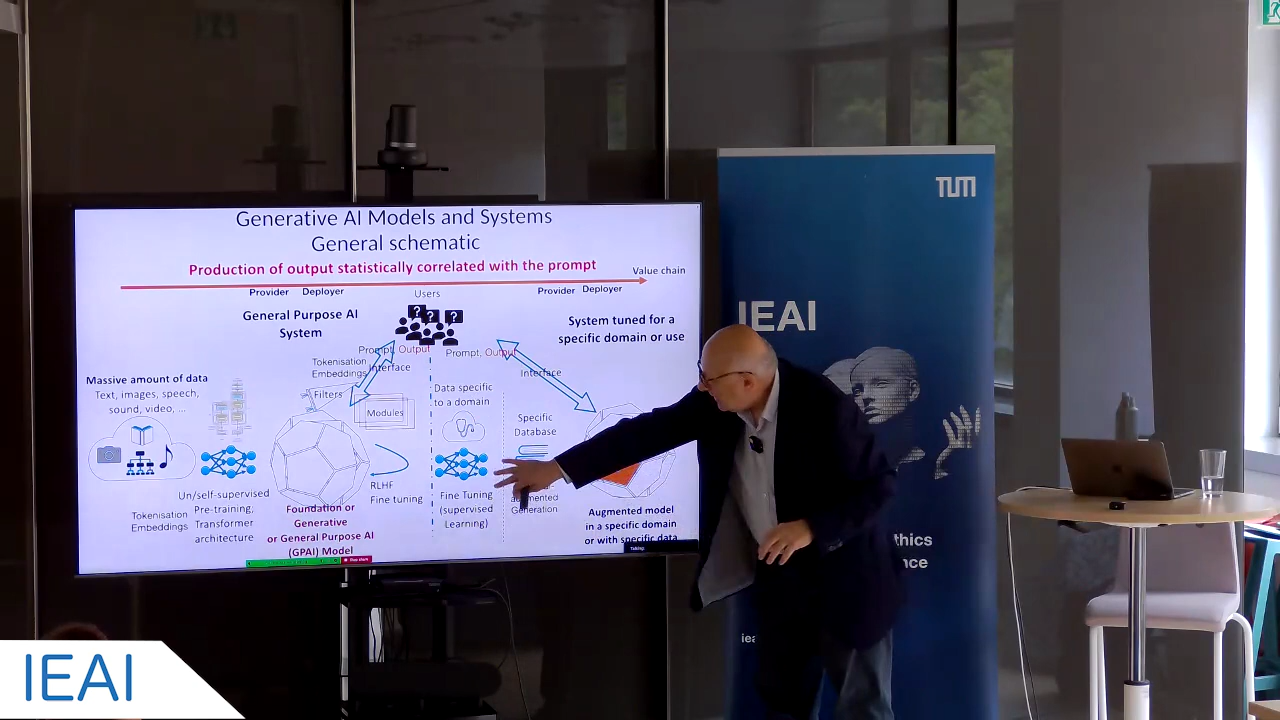 Generative AI Models and Systems
General schematic
Production of output statistically correlated with the prompt
Value chain
Provider Deployer
Users
Provider Deployer
General Purpose AI
System
System tuned for a
specific domain or use
Prompt, Output
Prompt, Output
Interface
Interface
Tokenisation
Embeddings
Filters
Modules
Massive amount of data
Text, images,
sound, video,
Data specific
to a domain
Specific
Database
RLHF
Fine tuning
Un/self-supervised
Pre-training,
Transformer
architecture
Tokenisation
Embeddings
Foundation or
Generative
or General Purpose AI
(GPAI) Model
Fine Tuning
(supervised
Learning)
augmented
Generation
Augmented model
in a specific domain
or with specific data
Talking:
Stop share
TUM
IEAI
thics
nce
iea
IEAI